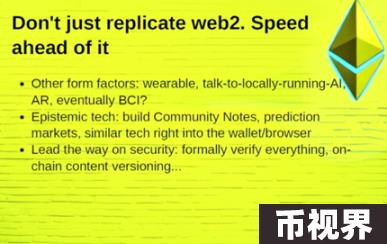 Don't just replicate web2. Speed
ahead of it
• Other form factors: wearable, talk-to-locally-running-AI,
AR, eventually BCI?
• Epistemic tech: build Community Notes, prediction
markets, similar tech right into the wallet/browser
• Lead the way on security: formally verify everything, on-
chain content versioning...
币视界